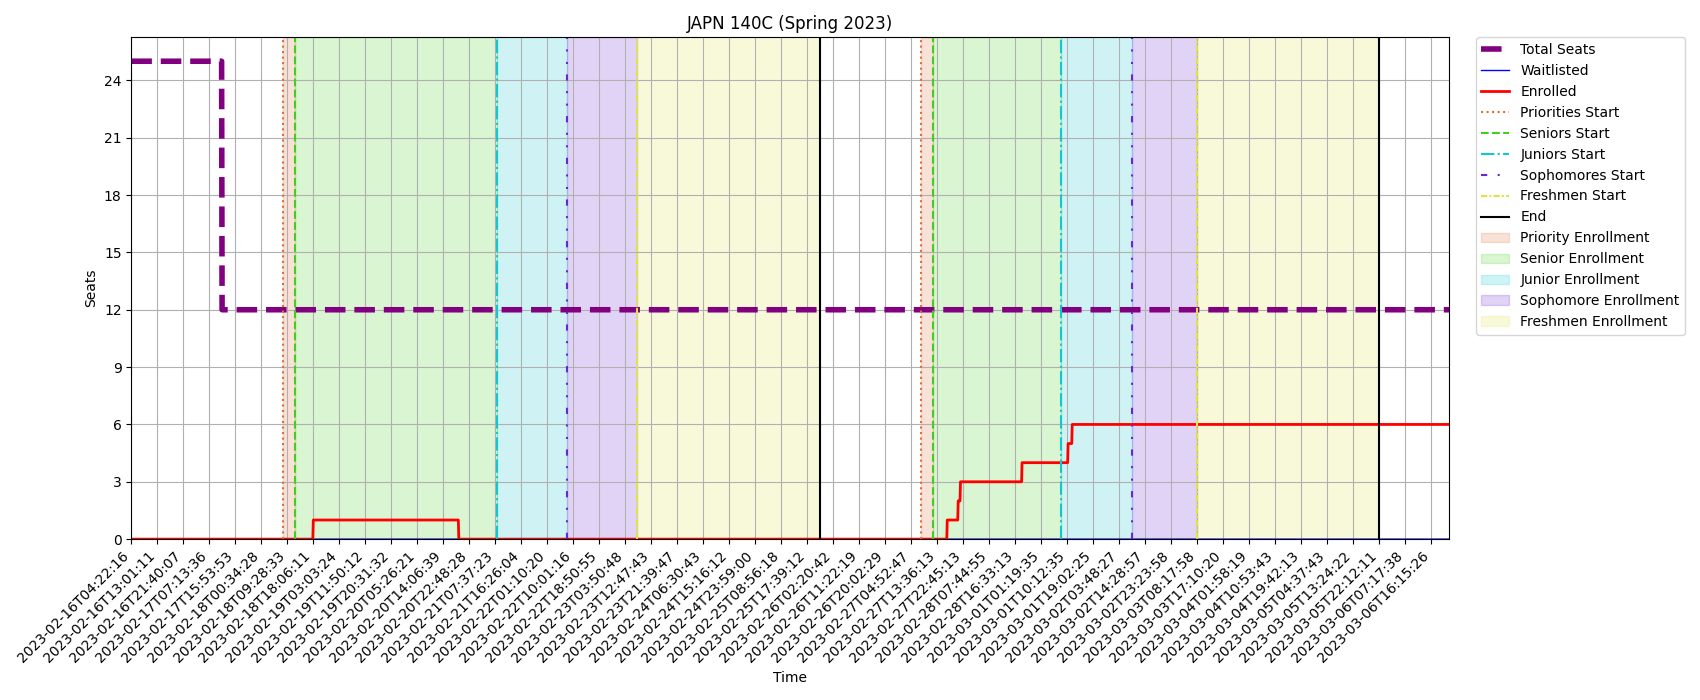 JAPN 140C (Spring 2023)
Seats
24
21
18
15
12
9
6
3
0
2023-02-16T04:22:16
2023-02-16T13:01:11
2023-02-16T21:40:07
2023-02-17T07:13:36
2023-02-17T15:53:53
2023-02-18T00:34:28
2023-02-18T09:28:33
2023-02-18T18:06:11
2023-02-19T03:03:24
2023-02-19T11:50:12
2023-02-19T20:31:32
2023-02-20T05:26:21
2023-02-20T14:06:39
2023-02-20T22:48:28
2023-02-21T07:37:23
2023-02-21T16:26:04
2023-02-22T01:10:20
2023-02-22T10:01:16
2023-02-22T18:50:55
2023-02-23T03:50:48
2023-02-23T12:47:43
2023-02-23T21:39:47
2023-02-24T06:30:43
2023-02-24T15:16:12
2023-02-24T23:59:00
2023-02-25T08:56:18
2023-02-25T17:39:12
2023-02-26T02:20:42
2023-02-26T11:22:19
2023-02-26T20:02:29
2023-02-27T04:52:47
2023-02-27T13:36:13
2023-02-27T22:45:13
2023-02-28T07:44:55
2023-02-28T16:33:13
2023-03-01T01:19:35
2023-03-01T10:12:35
2023-03-01T19:02:25
2023-03-02T03:48:27
2023-03-02T14:28:57
2023-03-02T23:23:58
2023-03-03T08:17:58
2023-03-03T17:10:20
2023-03-04T01:58:19
2023-03-04T10:53:43
2023-03-04T19:42:13
2023-03-05T04:37:43
2023-03-05T13:24:22
2023-03-05T22:12:11
2023-03-06T07:17:38
2023-03-06T16:15:26
Time
Total Seats
Waitlisted
Enrolled
Priorities Start
Seniors Start
Juniors Start
Sophomores Start
Freshmen Start
End
Priority Enrollment
Senior Enrollment
Junior Enrollment
Sophomore Enrollment
Freshmen Enrollment